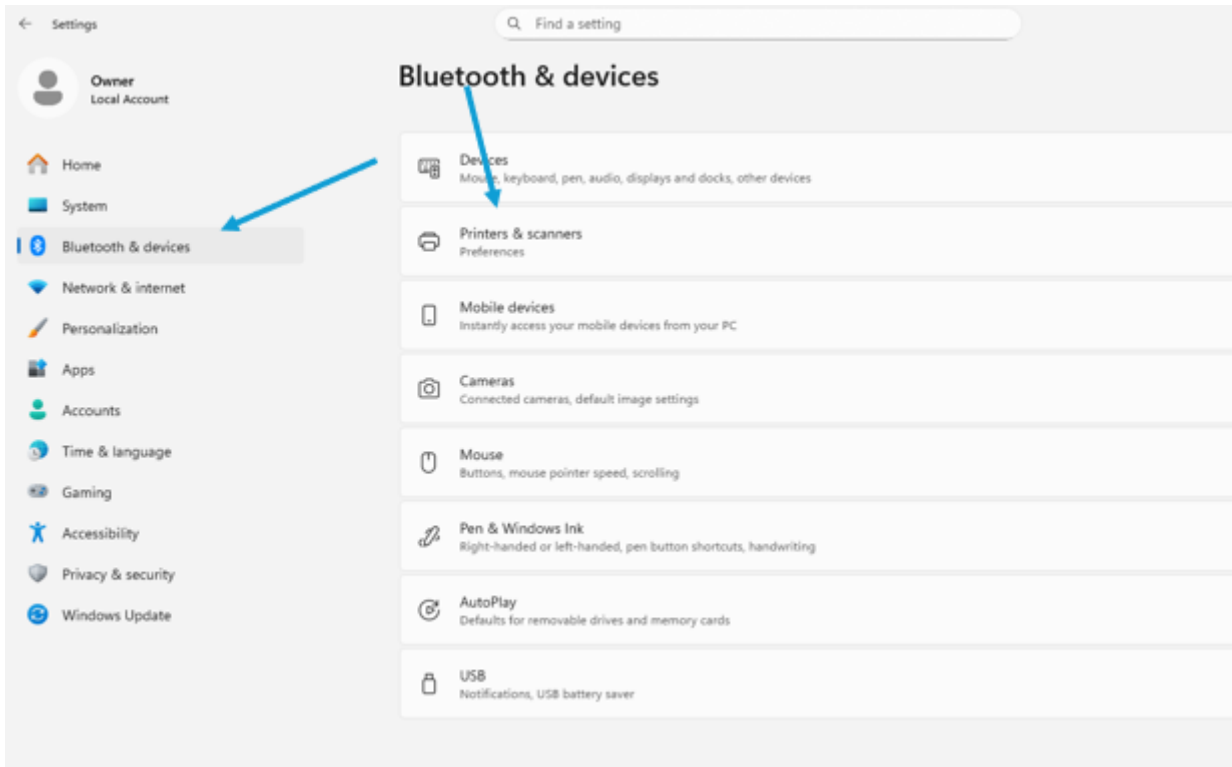 Settings
Find a setting
Owner
Local Account
Home
System
Bluetooth & devices
Network & internet
Personalization
Apps
Accounts
Time & language
Gaming
Accessibility
Privacy & security
Windows Update
Bluetooth & devices
Devices
Mouse, keyboard, pen, audio, displays and docks, other devices
Printers & scanners
Preferences
Mobile devices
Instantly access your mobile devices from your PC
Cameras
Connected cameras, default image settings
Mouse
Buttons, mouse pointer speed, scrolling
Pen & Windows Ink
Right-handed or left-handed, pen button shortcuts, handwriting
AutoPlay
Defaults for removable drives and memory cards
USB
Notifications, USB battery saver